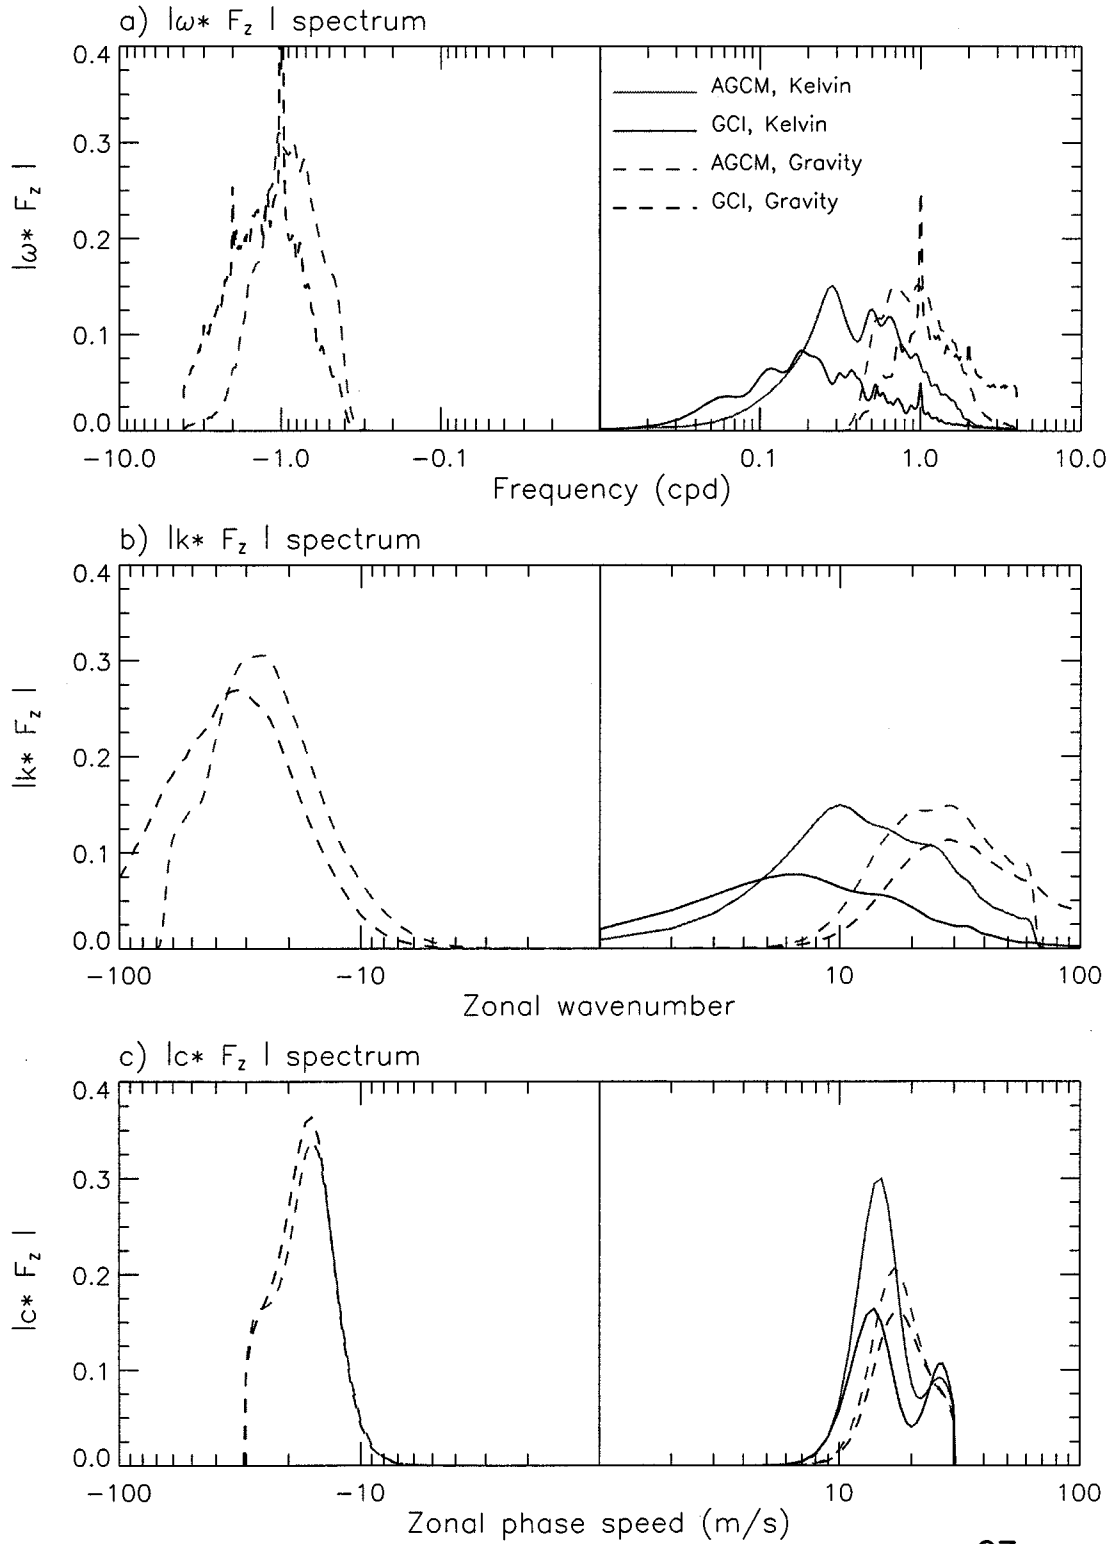 a) |ω* F_z | spectrum
0.4
0.3
0.2
0.1
0.0
|ω* F_z |
AGCM, Kelvin
GCI, Kelvin
AGCM, Gravity
GCI, Gravity
−10.0 −1.0 −0.1 0.1 1.0 10.0
Frequency (cpd)
b) |k* F_z | spectrum
0.4
0.3
0.2
0.1
0.0
|k* F_z |
−100 −10 10 100
Zonal wavenumber
c) |c* F_z | spectrum
0.4
0.3
0.2
0.1
0.0
|c* F_z |
−100 −10 10 100
Zonal phase speed (m/s)